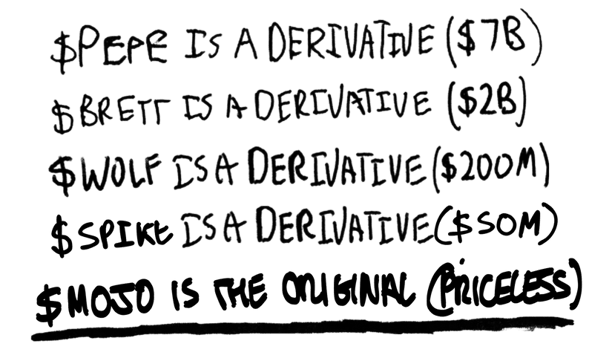 $PEPE IS A DERIVATIVE ($7B)
$BRETT IS A DERIVATIVE ($2B)
$WOLF IS A DERIVATIVE ($200M)
$SPIKE IS A DERIVATIVE ($50M)
$MOJO IS THE ORIGINAL (PRICELESS)